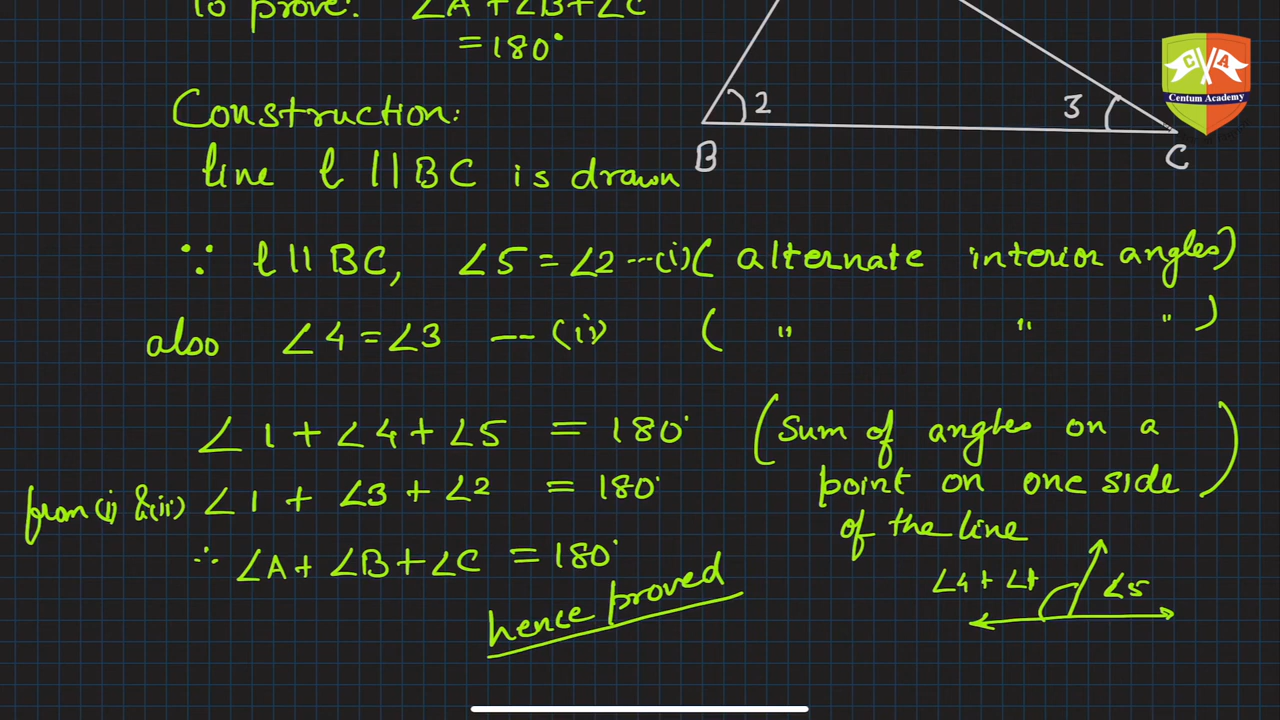 To prove: ∠A+∠B+∠C
=180°
Construction:
line l || BC is drawn
2
3
B
C
C A
Centum Academy
∵ l || BC, ∠5 = ∠2 ---(i) ( alternate interior angles)
also ∠4 = ∠3 --- (ii) ( " " " )
∠1 + ∠4 + ∠5 = 180° (Sum of angles on a
point on one side
of the line)
from (i) &(ii) ∠1 + ∠3 + ∠2 = 180°
∴ ∠A + ∠B + ∠C = 180°
hence proved
∠4 + ∠1
∠5